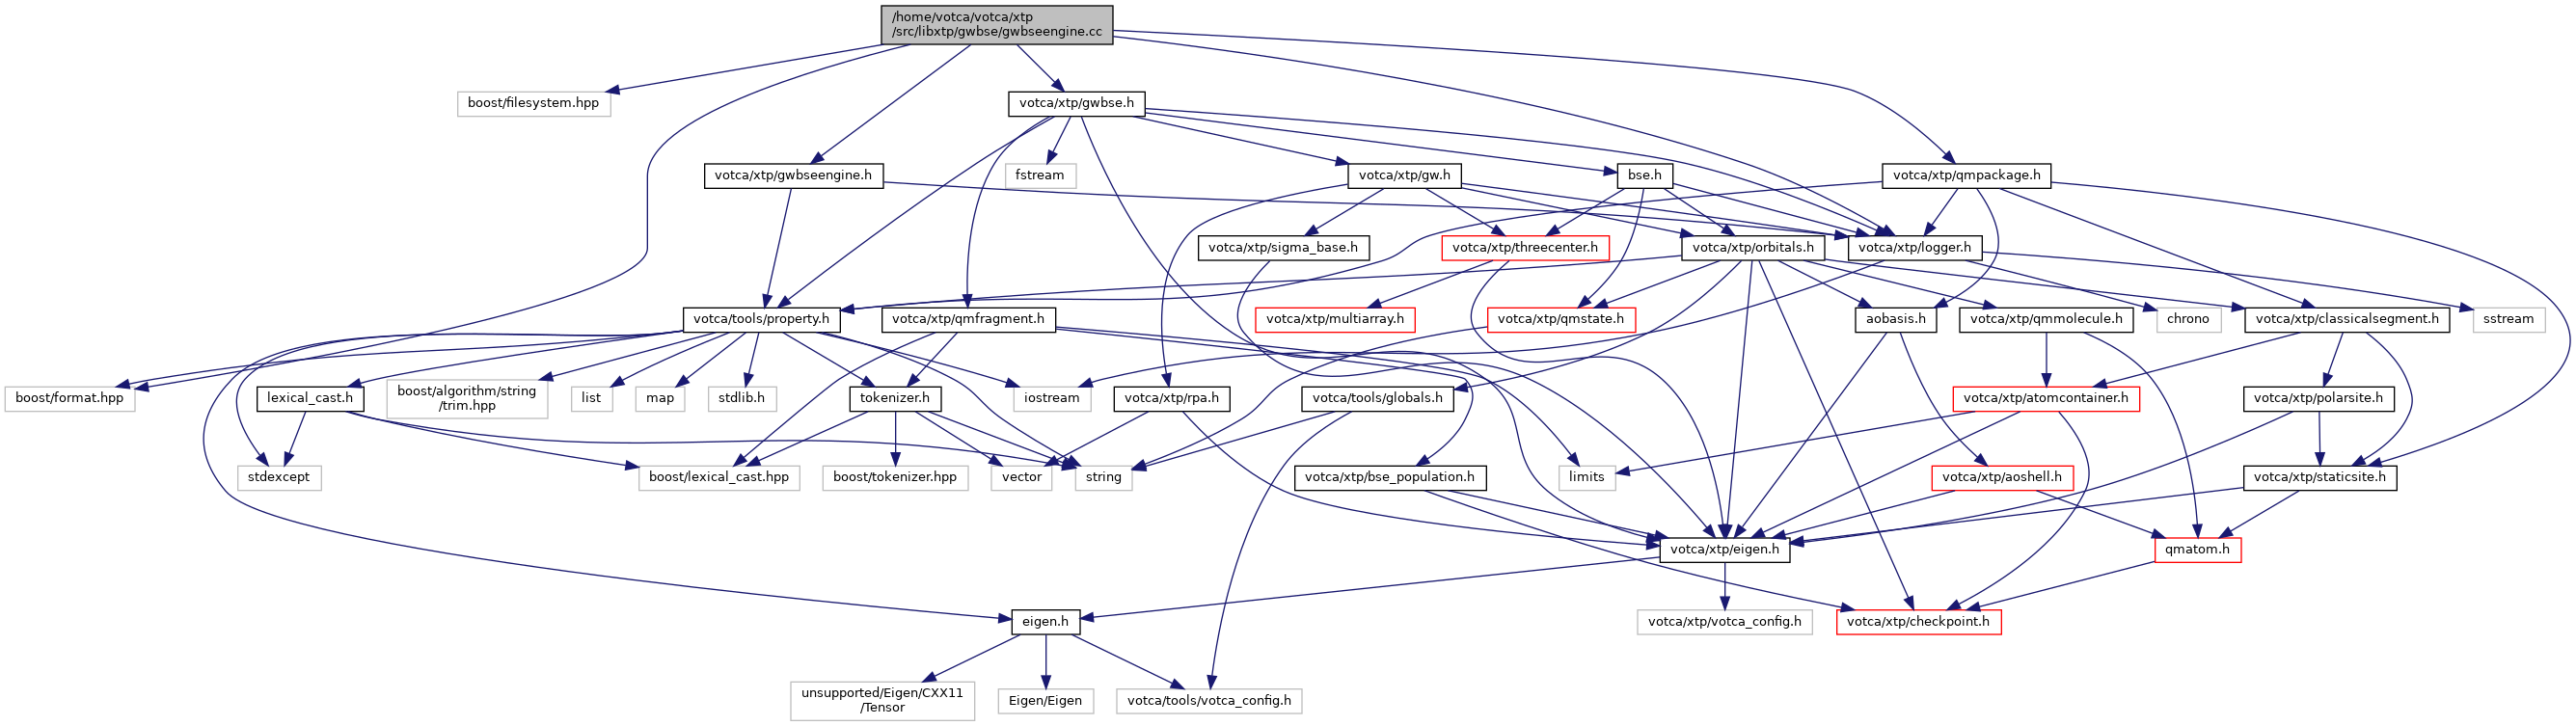 /home/votca/votca/xtp
/src/libxtp/gwbse/gwbseengine.cc
boost/filesystem.hpp
votca/xtp/gwbse.h
votca/xtp/gwbseengine.h
fstream
votca/xtp/gw.h
bse.h
votca/xtp/qmpackage.h
votca/xtp/sigma_base.h
votca/xtp/threecenter.h
votca/xtp/orbitals.h
votca/xtp/logger.h
votca/tools/property.h
votca/xtp/qmfragment.h
votca/xtp/multiarray.h
votca/xtp/qmstate.h
aobasis.h
votca/xtp/qmmolecule.h
chrono
votca/xtp/classicalsegment.h
sstream
boost/format.hpp
lexical_cast.h
boost/algorithm/string
/trim.hpp
list
map
stdlib.h
tokenizer.h
iostream
votca/xtp/rpa.h
votca/tools/globals.h
votca/xtp/atomcontainer.h
votca/xtp/polarsite.h
stdexcept
boost/lexical_cast.hpp
boost/tokenizer.hpp
vector
string
votca/xtp/bse_population.h
limits
votca/xtp/aoshell.h
votca/xtp/staticsite.h
votca/xtp/eigen.h
qmatom.h
eigen.h
votca/xtp/votca_config.h
votca/xtp/checkpoint.h
unsupported/Eigen/CXX11
/Tensor
Eigen/Eigen
votca/tools/votca_config.h